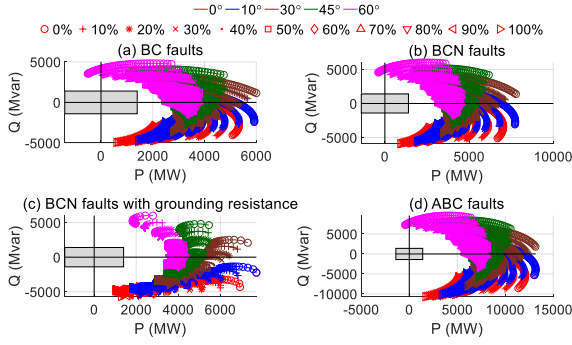 0° 10° 30° 45° 60°
0% 10% 20% 30% 40% 50% 60% 70% 80% 90% 100%
(a) BC faults
5000
0
-5000
Q (Mvar)
0 2000 4000 6000
P (MW)
(b) BCN faults
5000
0
-5000
Q (Mvar)
0 5000 10000
P (MW)
(c) BCN faults with grounding resistance
5000
0
-5000
Q (Mvar)
0 2000 4000 6000
P (MW)
(d) ABC faults
5000
0
-5000
-10000
Q (Mvar)
-5000 0 5000 10000 15000
P (MW)